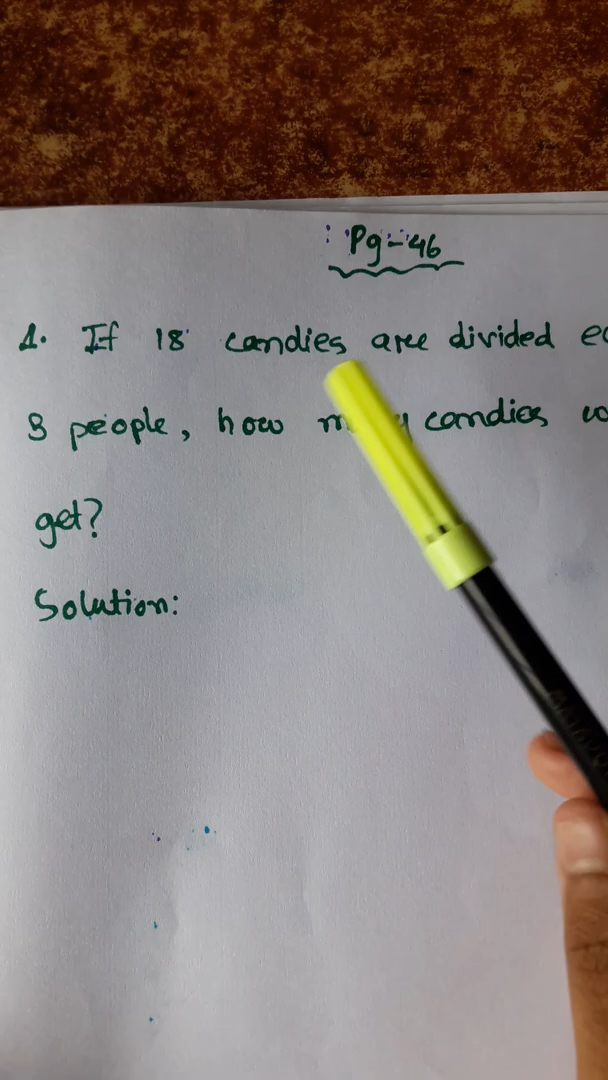 Pg-46
1. If 18 candies are divided
3 people, how candies
get?
Solution: